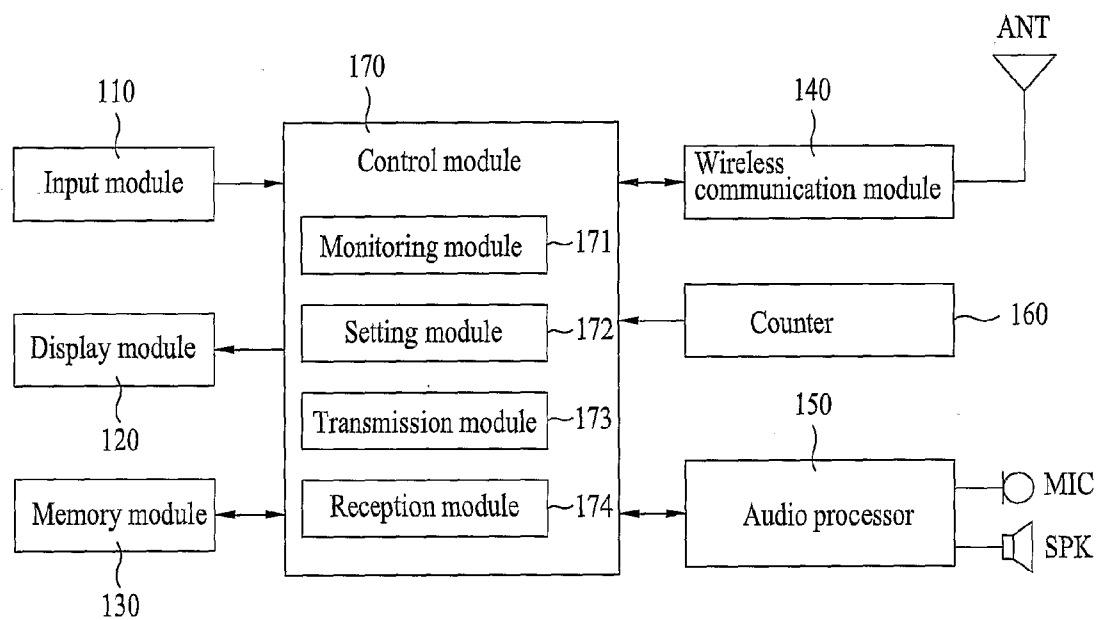 ANT
110
170
140
Input module
Control module
Wireless
communication module
Monitoring module
171
Display module
120
Setting module
172
Counter
160
Transmission module
173
150
Memory module
130
Reception module
174
Audio processor
MIC
SPK